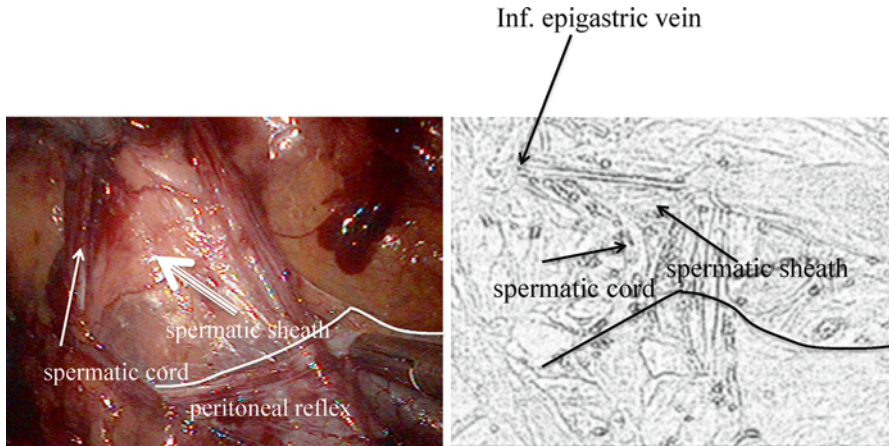 Inf. epigastric vein
spermatic sheath
spermatic cord
peritoneal reflex
spermatic sheath
spermatic cord